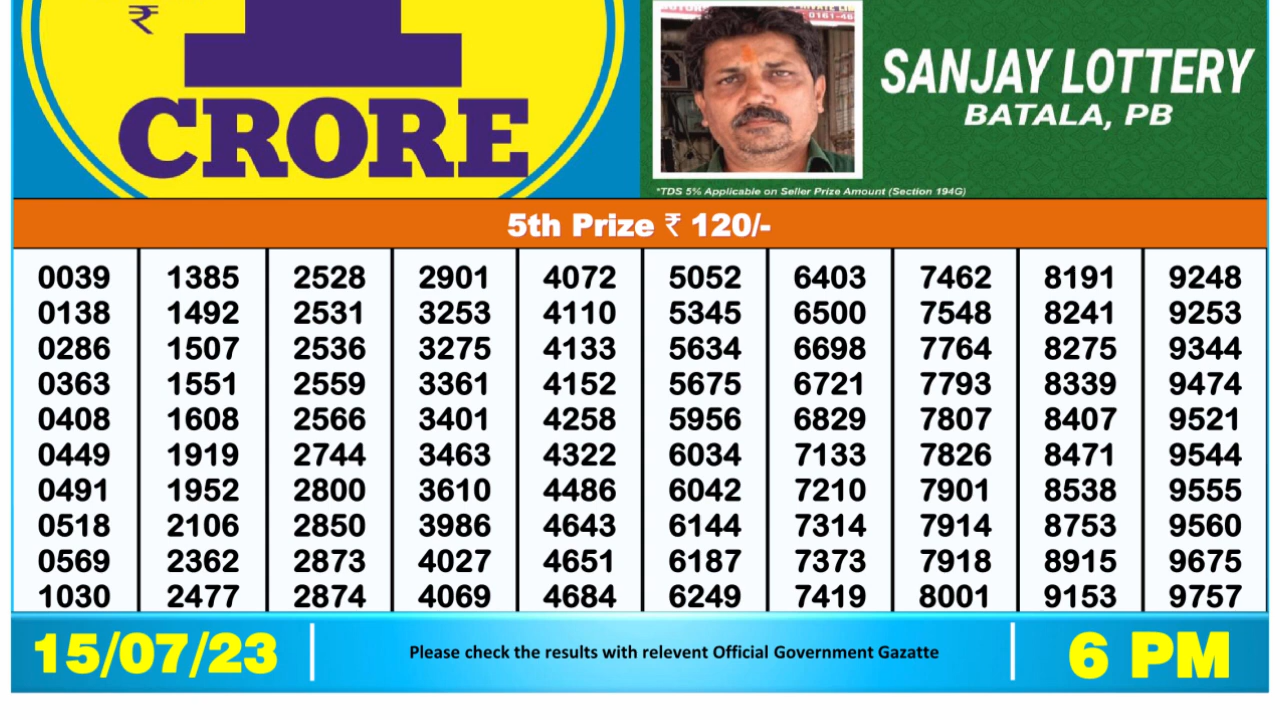 ₹
1
CRORE
0161-46
SANJAY LOTTERY
BATALA, PB
*TDS 5% Applicable on Seller Prize Amount (Section 194G)
5th Prize ₹ 120/-
0039 1385 2528 2901 4072 5052 6403 7462 8191 9248
0138 1492 2531 3253 4110 5345 6500 7548 8241 9253
0286 1507 2536 3275 4133 5634 6698 7764 8275 9344
0363 1551 2559 3361 4152 5675 6721 7793 8339 9474
0408 1608 2566 3401 4258 5956 6829 7807 8407 9521
0449 1919 2744 3463 4322 6034 7133 7826 8471 9544
0491 1952 2800 3610 4486 6042 7210 7901 8538 9555
0518 2106 2850 3986 4643 6144 7314 7914 8753 9560
0569 2362 2873 4027 4651 6187 7373 7918 8915 9675
1030 2477 2874 4069 4684 6249 7419 8001 9153 9757
15/07/23
Please check the results with relevent Official Government Gazatte
6 PM